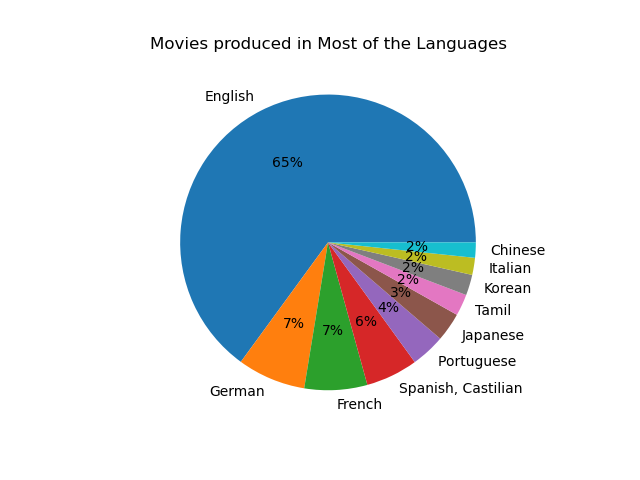 Movies produced in Most of the Languages
English
65%
2%
Chinese
2%
Italian
2%
Korean
2%
Tamil
3%
Japanese
4%
Portuguese
6%
Spanish, Castilian
7%
French
7%
German